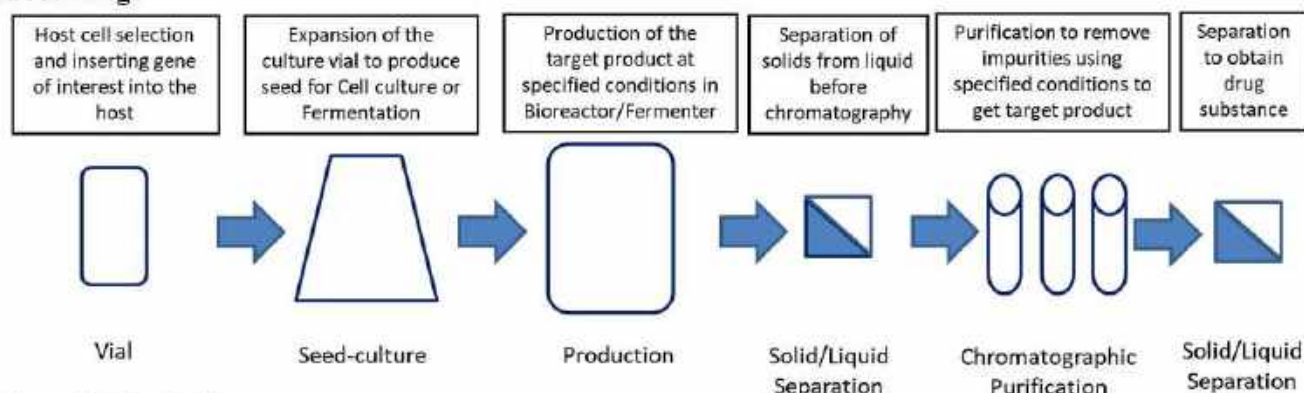 Host cell selection
and inserting gene
of interest into the
host
Expansion of the
culture vial to produce
seed for Cell culture or
Fermentation
Production of the
target product at
specified conditions in
Bioreactor/Fermenter
Separation of
solids from liquid
before
chromatography
Purification to remove
impurities using
specified conditions to
get target product
Separation
to obtain
drug
substance
Vial
Seed-culture
Production
Solid/Liquid
Separation
Chromatographic
Purification
Solid/Liquid
Separation